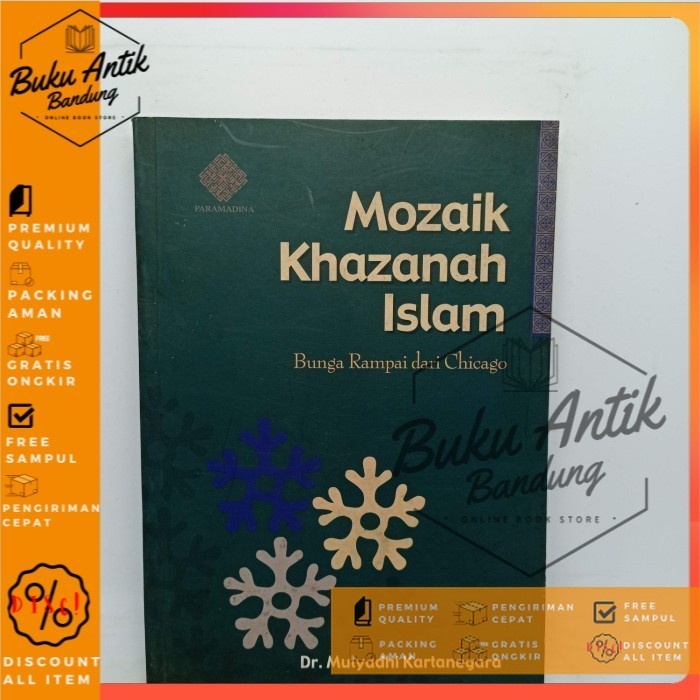 Buku Antik
Bandung
• ONLINE BOOK STORE •
PREMIUM
QUALITY
PACKING
AMAN
FREE
GRATIS
ONGKIR
FREE
SAMPUL
PENGIRIMAN
CEPAT
%
DISC!
DISCOUNT
ALL ITEM
PARAMADINA
Mozaik
Khazanah
Islam
Bunga Rampai dari Chicago
Buku Antik
Bandung
• ONLINE BOOK STORE •
Dr. Mulyadhi Kartanegara
PREMIUM
QUALITY
PENGIRIMAN
CEPAT
FREE
SAMPUL
PACKING
AMAN
GRATIS
ONGKIR
%
DISCOUNT
ALL ITEM